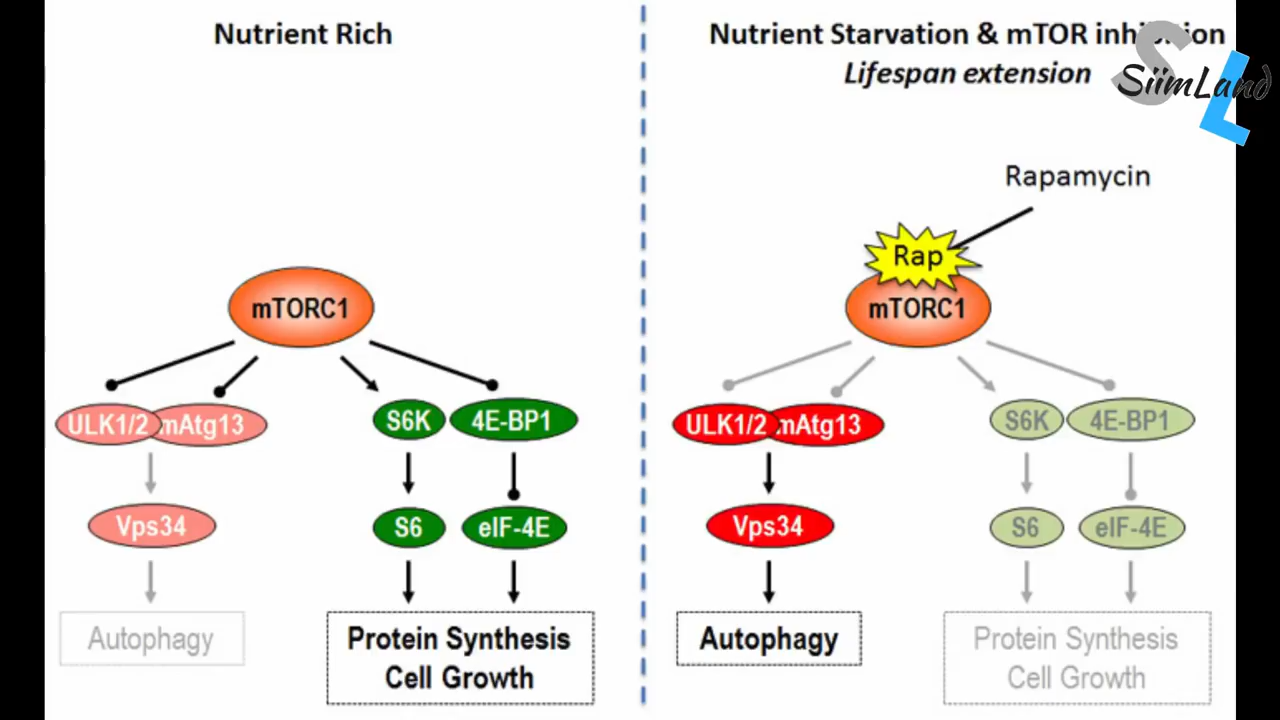 Nutrient Rich
mTORC1
ULK1/2 mAtg13 S6K 4E-BP1
Vps34 S6 eIF-4E
Autophagy
Protein Synthesis
Cell Growth
Nutrient Starvation & mTOR inhibition
Lifespan extension
SL
SiimLand
Rapamycin
Rap
mTORC1
ULK1/2 mAtg13 S6K 4E-BP1
Vps34 S6 eIF-4E
Autophagy
Protein Synthesis
Cell Growth